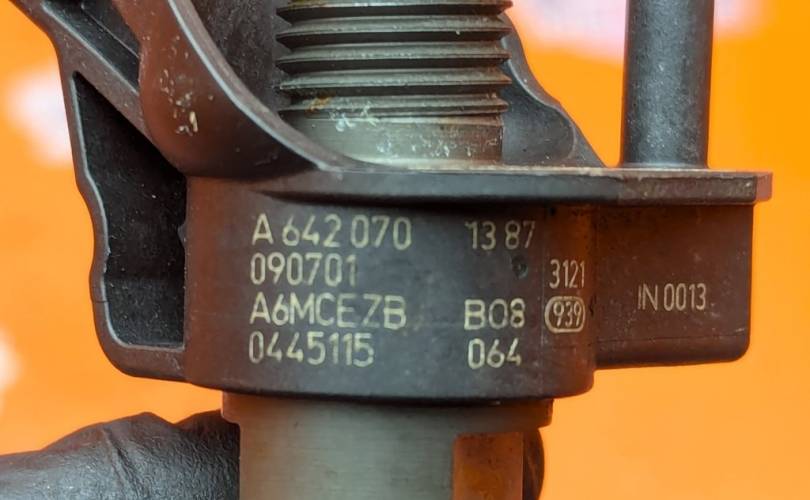 A 642 070 13 87
090701 3121
A6MCEZB B08 939
0445115 064
IN 0013